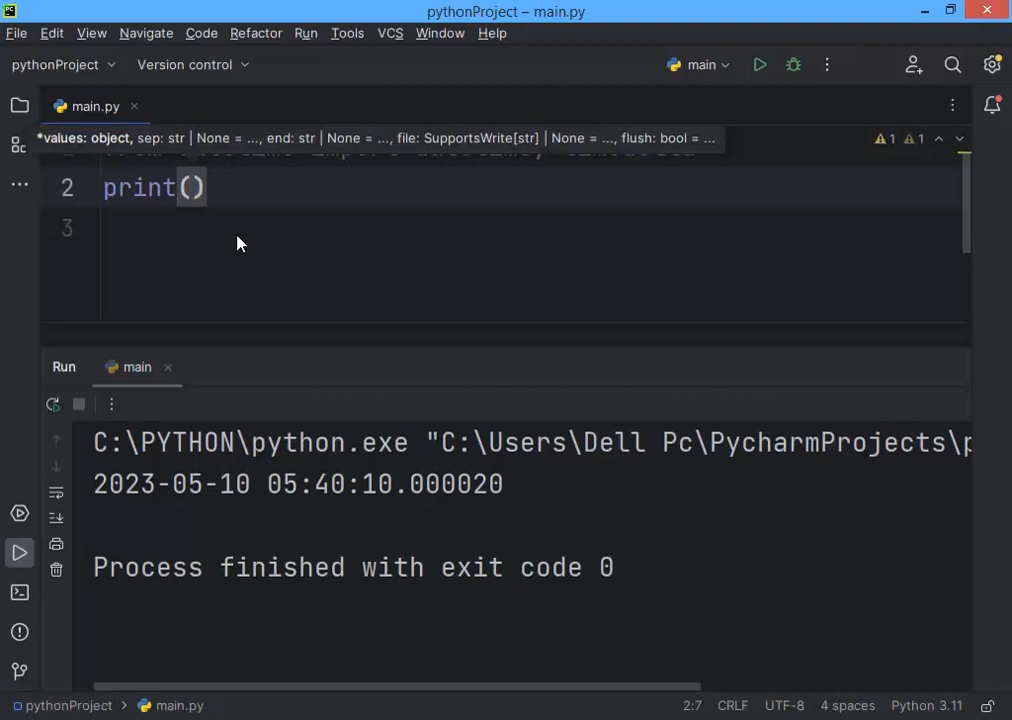 PC
pythonProject – main.py
File Edit View Navigate Code Refactor Run Tools VCS Window Help
pythonProject Version control main
main.py
*values: object, sep: str | None = ..., end: str | None = ..., file: SupportsWrite[str] | None = ..., flush: bool = ...
1 1
2 print()
3
Run main
C:\PYTHON\python.exe "C:\Users\Dell Pc\PycharmProjects\p
2023-05-10 05:40:10.000020
Process finished with exit code 0
pythonProject main.py 2:7 CRLF UTF-8 4 spaces Python 3.11